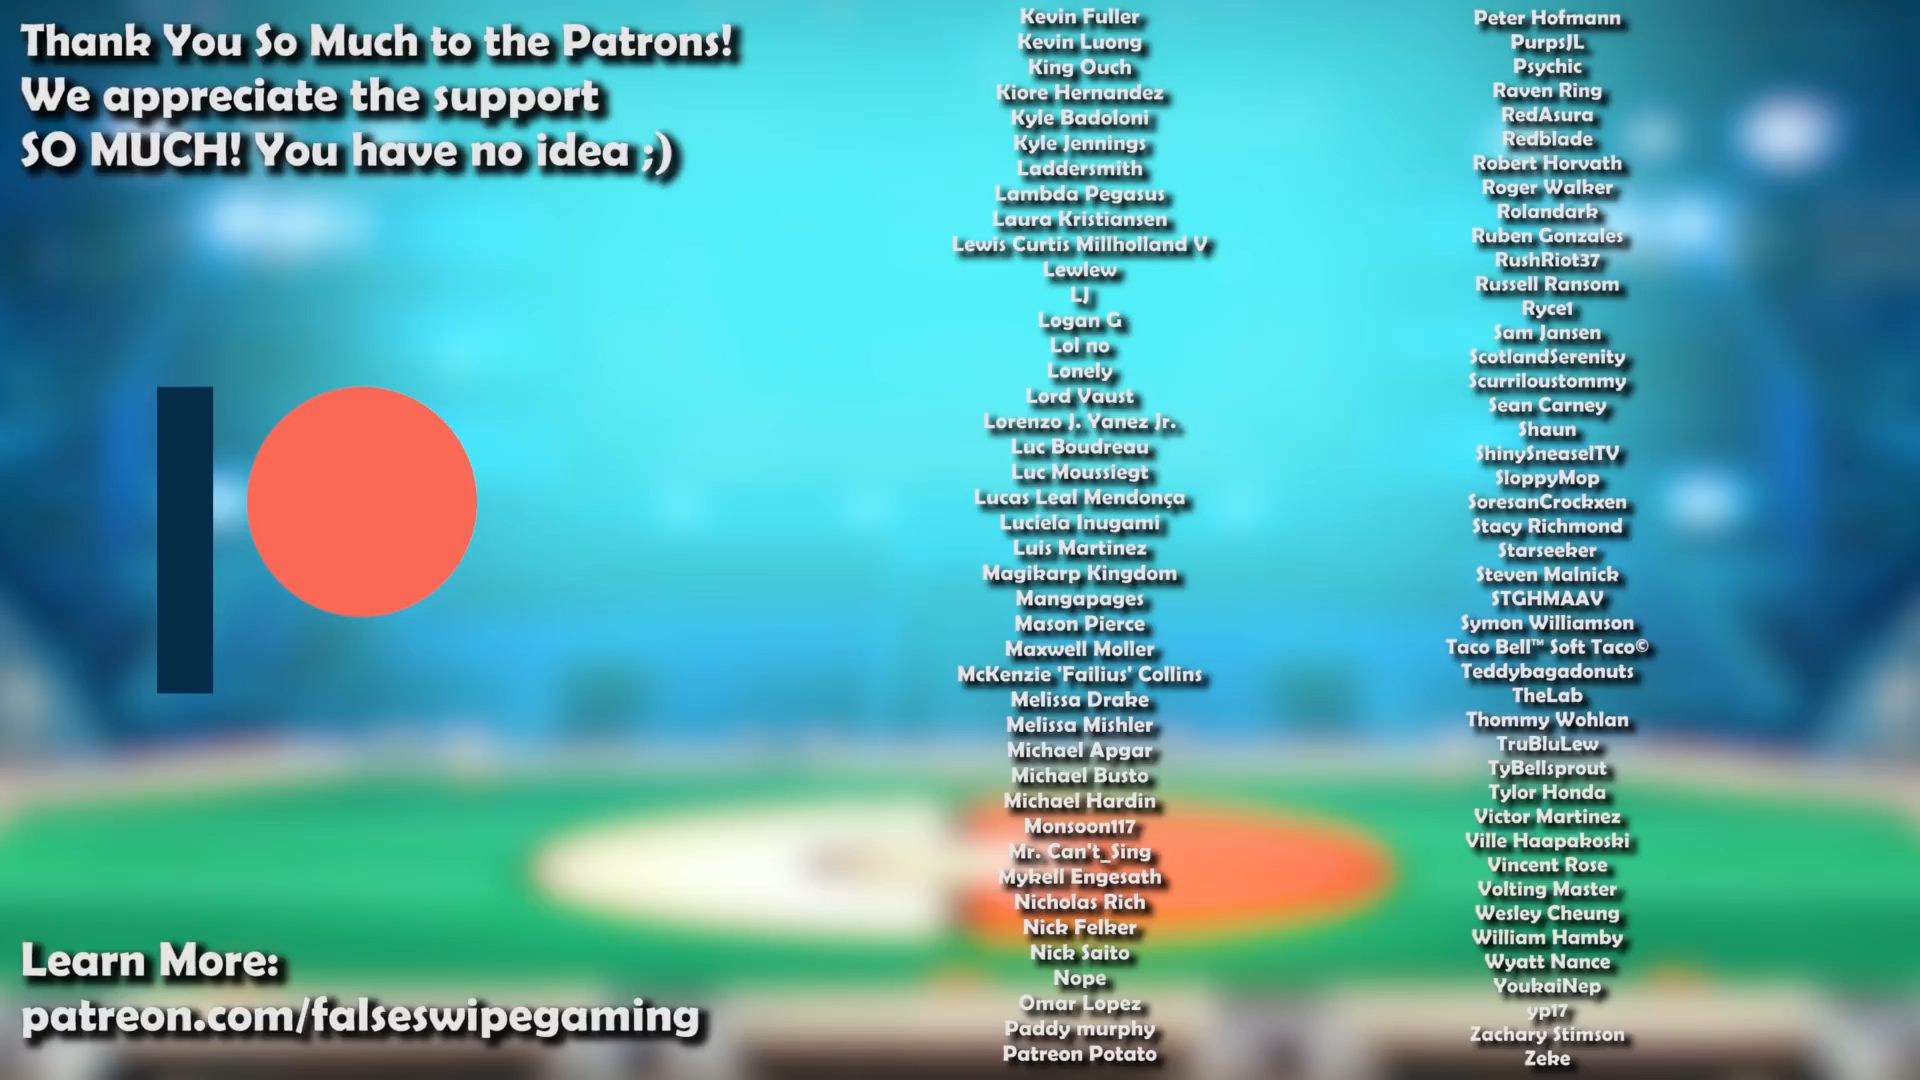 Thank You So Much to the Patrons!
We appreciate the support
SO MUCH! You have no idea ;)
Learn More:
patreon.com/falseswipegaming
Kevin Fuller
Kevin Luong
King Ouch
Kiore Hernandez
Kyle Badoloni
Kyle Jennings
Laddersmith
Lambda Pegasus
Laura Kristiansen
Lewis Curtis Millholland V
Lewlew
LJ
Logan G
Lol no
Lonely
Lord Vaust
Lorenzo J. Yanez Jr.
Luc Boudreau
Luc Moussiegt
Lucas Leal Mendonça
Luciela Inugami
Luis Martinez
Magikarp Kingdom
Mangapages
Mason Pierce
Maxwell Moller
McKenzie 'Failius' Collins
Melissa Drake
Melissa Mishler
Michael Apgar
Michael Busto
Michael Hardin
Monsoon117
Mr. Can't_Sing
Mykell Engesath
Nicholas Rich
Nick Felker
Nick Saito
Nope
Omar Lopez
Paddy murphy
Patreon Potato
Peter Hofmann
PurpsJL
Psychic
Raven Ring
RedAsura
Redblade
Robert Horvath
Roger Walker
Rolandark
Ruben Gonzales
RushRiot37
Russell Ransom
Ryce1
Sam Jansen
ScotlandSerenity
Scurriloustommy
Sean Carney
Shaun
ShinySneaselTV
SloppyMop
SoresanCrockxen
Stacy Richmond
Starseeker
Steven Malnick
STGHMAAV
Symon Williamson
Taco Bell™ Soft Taco©
Teddybagadonuts
TheLab
Thommy Wohlan
TruBluLew
TyBellsprout
Tylor Honda
Victor Martinez
Ville Haapakoski
Vincent Rose
Volting Master
Wesley Cheung
William Hamby
Wyatt Nance
YoukaiNep
yp17
Zachary Stimson
Zeke